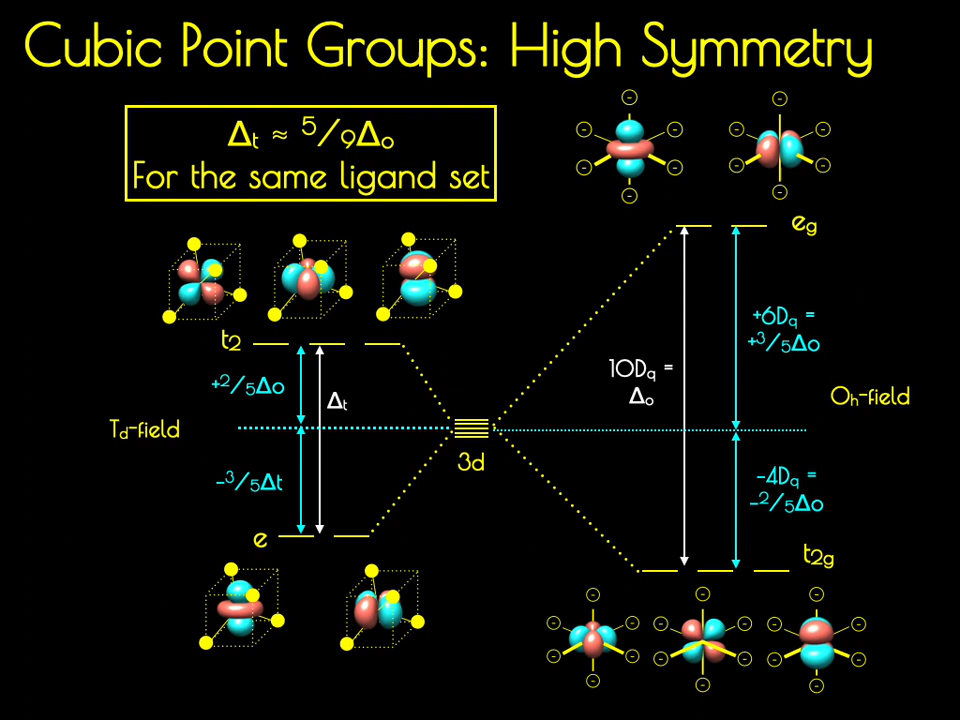 Cubic Point Groups: High Symmetry
Δt ≈ 5/9Δo
For the same ligand set
eg
t2
+2/5Δo
Δt
Td-field
-3/5Δt
e
3d
10Dq =
Δo
+6Dq =
+3/5Δo
Oh-field
-4Dq =
-2/5Δo
t2g